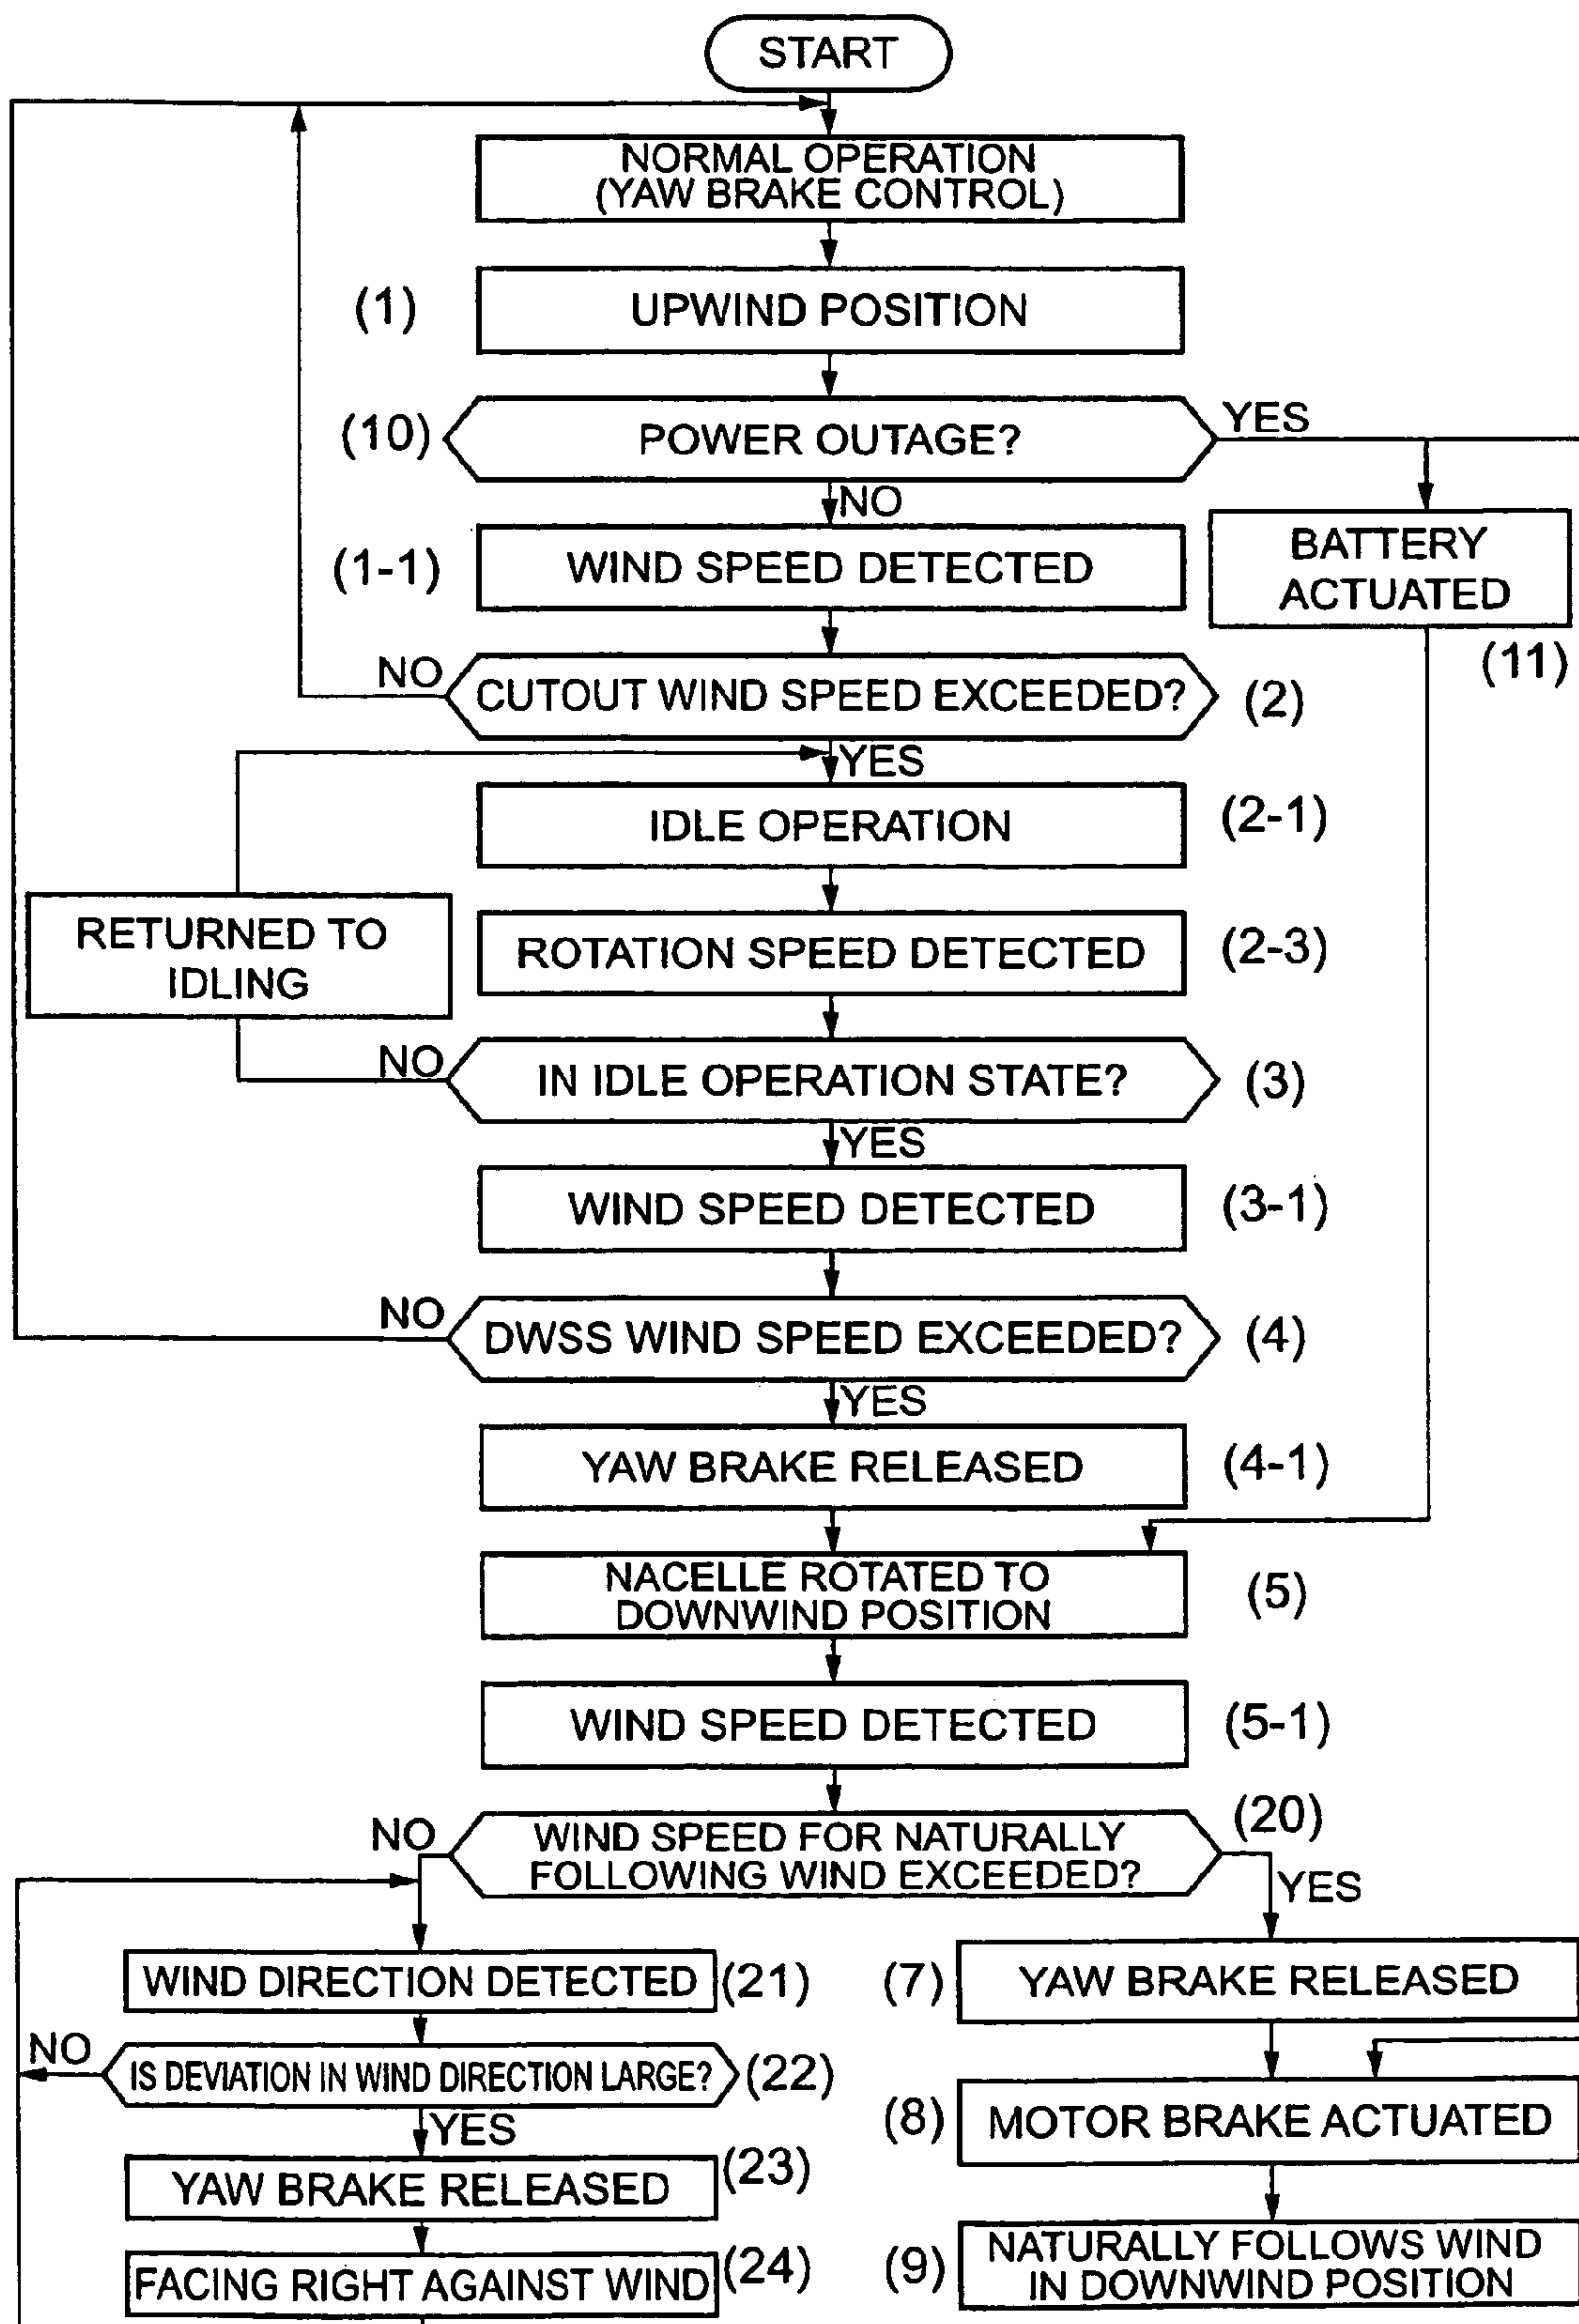 START
NORMAL OPERATION
(YAW BRAKE CONTROL)
(1)
UPWIND POSITION
(10)
POWER OUTAGE?
YES
NO
(1-1)
WIND SPEED DETECTED
BATTERY
ACTUATED
(11)
NO
CUTOUT WIND SPEED EXCEEDED?
(2)
YES
IDLE OPERATION
(2-1)
RETURNED TO
IDLING
ROTATION SPEED DETECTED
(2-3)
NO
IN IDLE OPERATION STATE?
(3)
YES
WIND SPEED DETECTED
(3-1)
NO
DWSS WIND SPEED EXCEEDED?
(4)
YES
YAW BRAKE RELEASED
(4-1)
NACELLE ROTATED TO
DOWNWIND POSITION
(5)
WIND SPEED DETECTED
(5-1)
NO
WIND SPEED FOR NATURALLY
FOLLOWING WIND EXCEEDED?
(20)
YES
WIND DIRECTION DETECTED
(21)
(7)
YAW BRAKE RELEASED
NO
IS DEVIATION IN WIND DIRECTION LARGE?
(22)
YES
(8)
MOTOR BRAKE ACTUATED
YAW BRAKE RELEASED
(23)
FACING RIGHT AGAINST WIND
(24)
(9)
NATURALLY FOLLOWS WIND
IN DOWNWIND POSITION